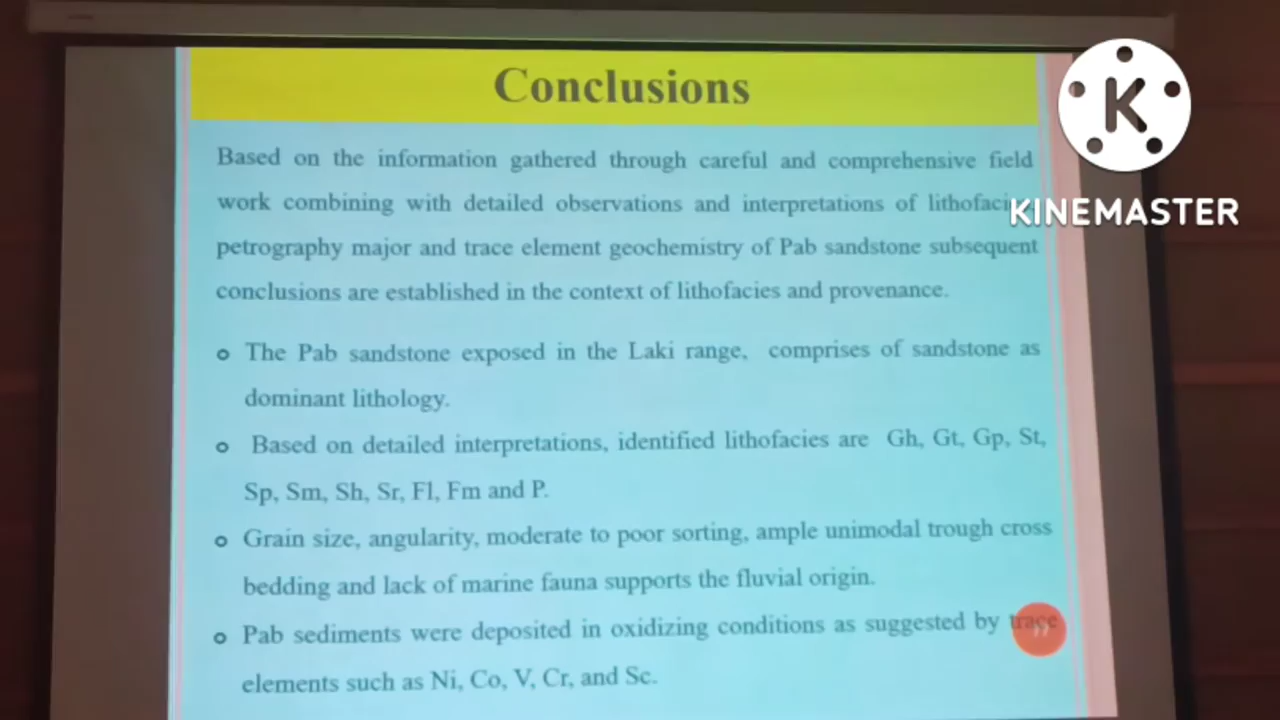 Conclusions
Based on the information gathered through careful and comprehensive field
work combining with detailed observations and interpretations of
petrography major and trace element geochemistry of Pab sandstone subsequent
conclusions are established in the context of lithofacies and provenance.
The Pab sandstone exposed in the Laki range, comprises of sandstone as
dominant lithology.
Based on detailed interpretations, identified lithofacies are Gh, Gt, Gp, St,
Sp, Sm, Sh, Sr, Fl, Fm and P.
Grain size, angularity, moderate to poor sorting, ample unimodal trough cross
bedding and lack of marine fauna supports the fluvial origin.
Pab sediments were deposited in oxidizing conditions as suggested by trace
elements such as Ni, Co, V, Cr, and Sc.
K
KINEMASTER